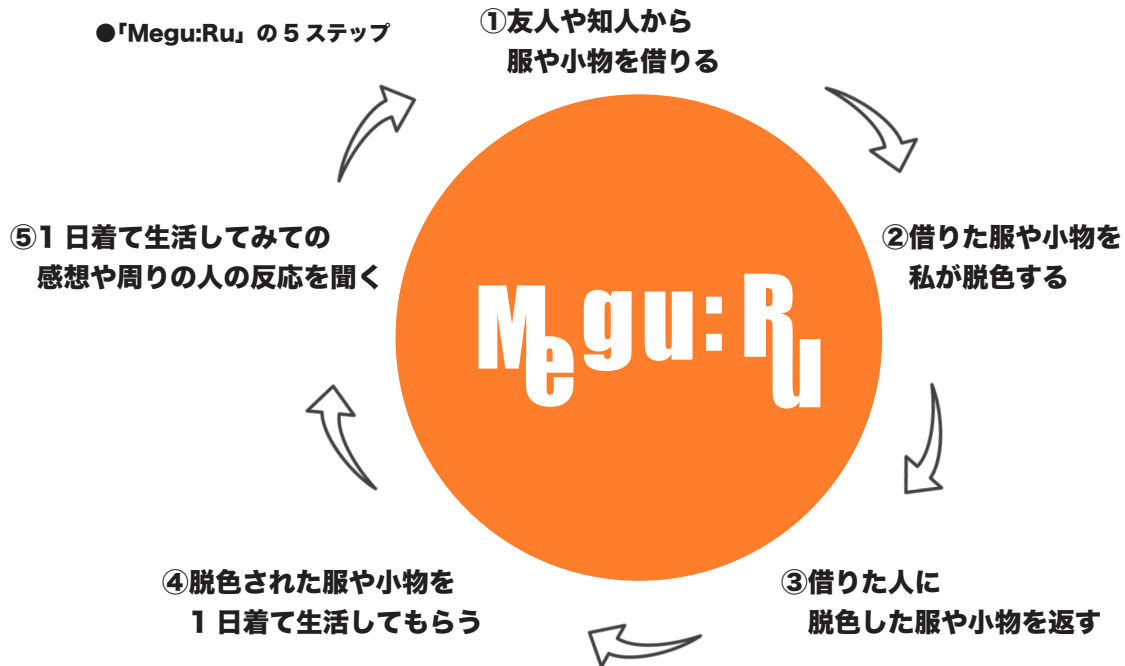 ●「Megu:Ru」の5ステップ
①友人や知人から
服や小物を借りる
②借りた服や小物を
私が脱色する
③借りた人に
脱色した服や小物を返す
④脱色された服や小物を
1日着て生活してもらう
⑤1日着て生活してみての
感想や周りの人の反応を聞く
Megu:Ru